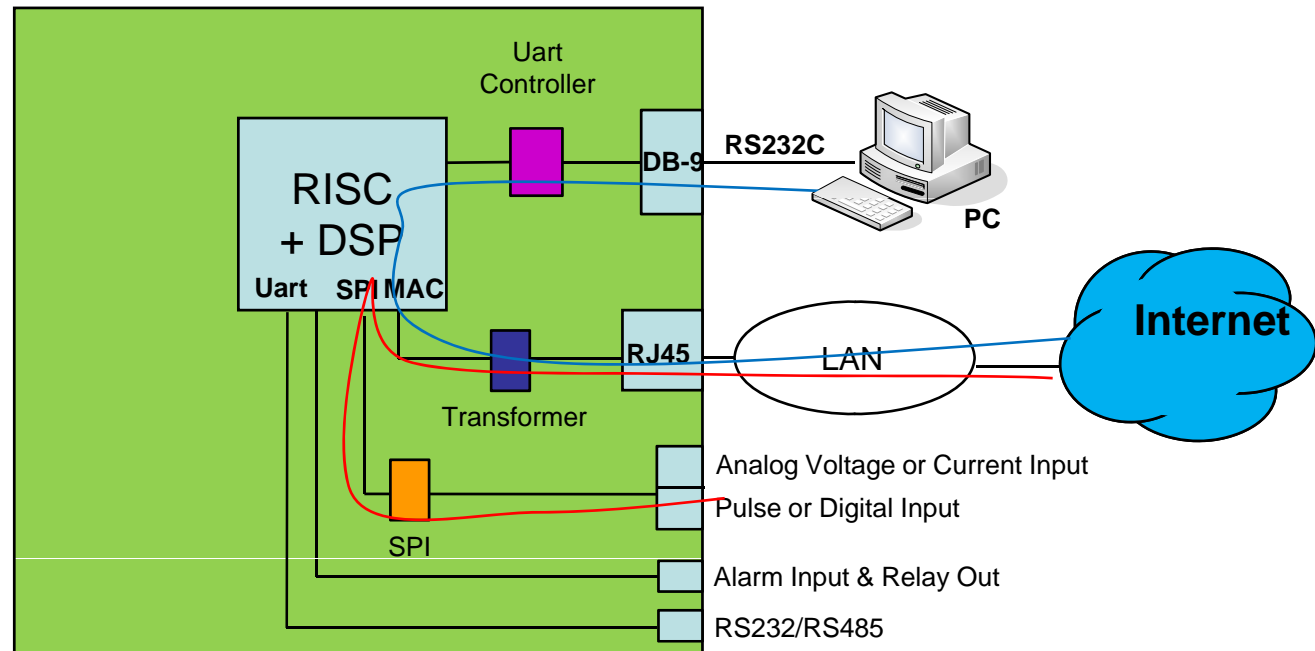 Uart
Controller
DB-9
RS232C
RISC
+ DSP
PC
Uart
SPI
MAC
Internet
RJ45
LAN
Transformer
Analog Voltage or Current Input
Pulse or Digital Input
SPI
Alarm Input & Relay Out
RS232/RS485